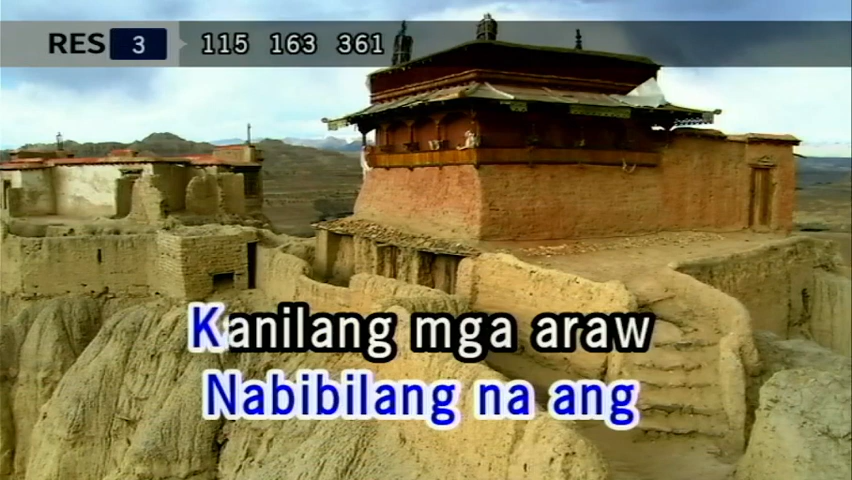 RES 3 115 163 361
Kanilang mga araw
Nabibilang na ang